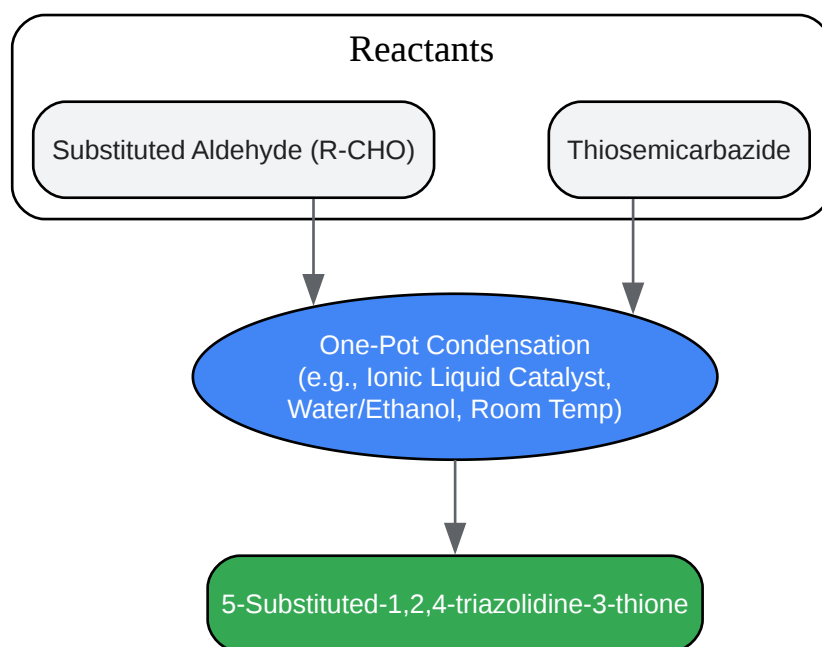 Reactants
Substituted Aldehyde (R-CHO)
Thiosemicarbazide
One-Pot Condensation
(e.g., Ionic Liquid Catalyst,
Water/Ethanol, Room Temp)
5-Substituted-1,2,4-triazolidine-3-thione